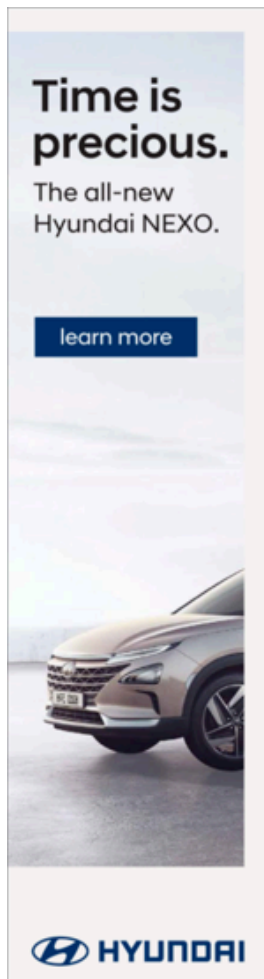 Time is
precious.
The all-new
Hyundai NEXO.
learn more
HYUNDAI